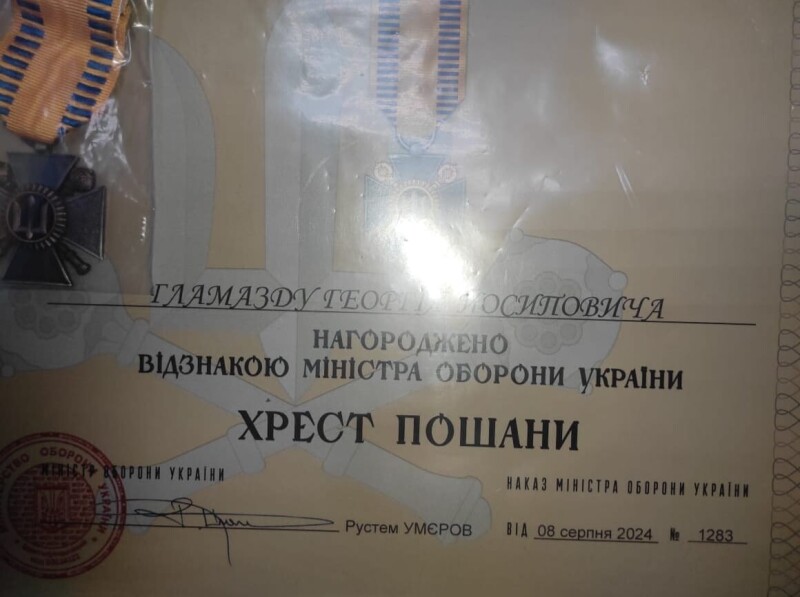 ГЛАМАЗДУ ЙОСИПОВИЧА
НАГОРОДЖЕНО
ВІДЗНАКОЮ МІНІСТРА ОБОРОНИ УКРАЇНИ
ХРЕСТ ПОШАНИ
МІНІСТР ОБОРОНИ УКРАЇНИ
Рустем УМЄРОВ
НАКАЗ МІНІСТРА ОБОРОНИ УКРАЇНИ
ВІД 08 серпня 2024 № 1283